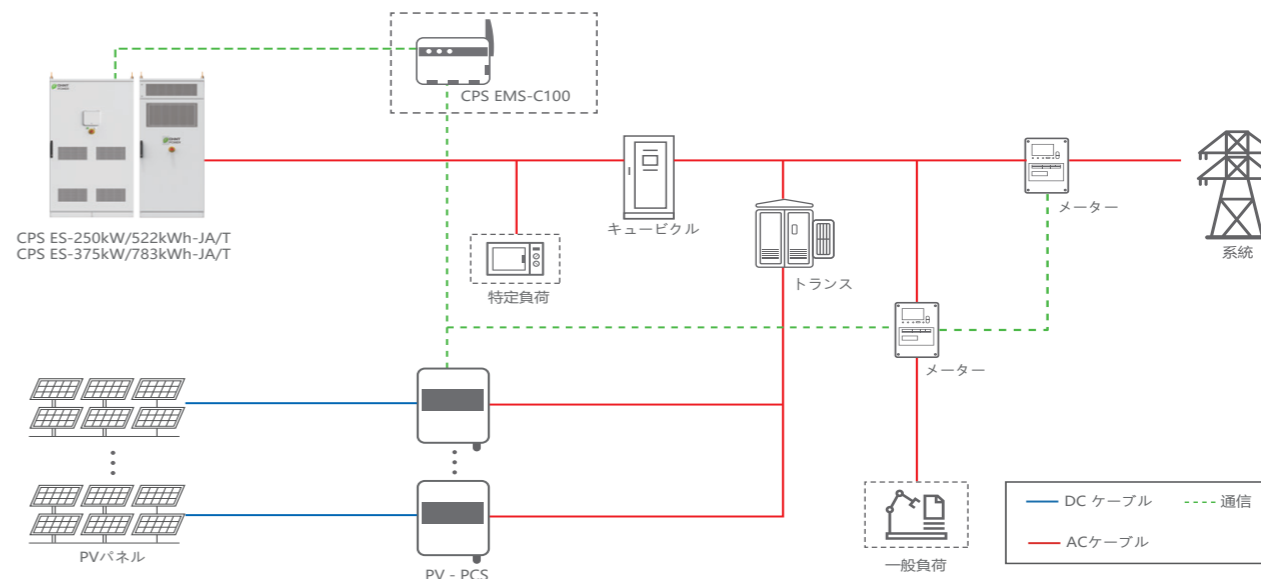 CPS EMS-C100
CPS ES-250kW/522kWh-JA/T
CPS ES-375kW/783kWh-JA/T
特定負荷
キュービクル
トランス
メーター
系統
メーター
PVパネル
PV - PCS
一般負荷
DC ケーブル
通信
ACケーブル